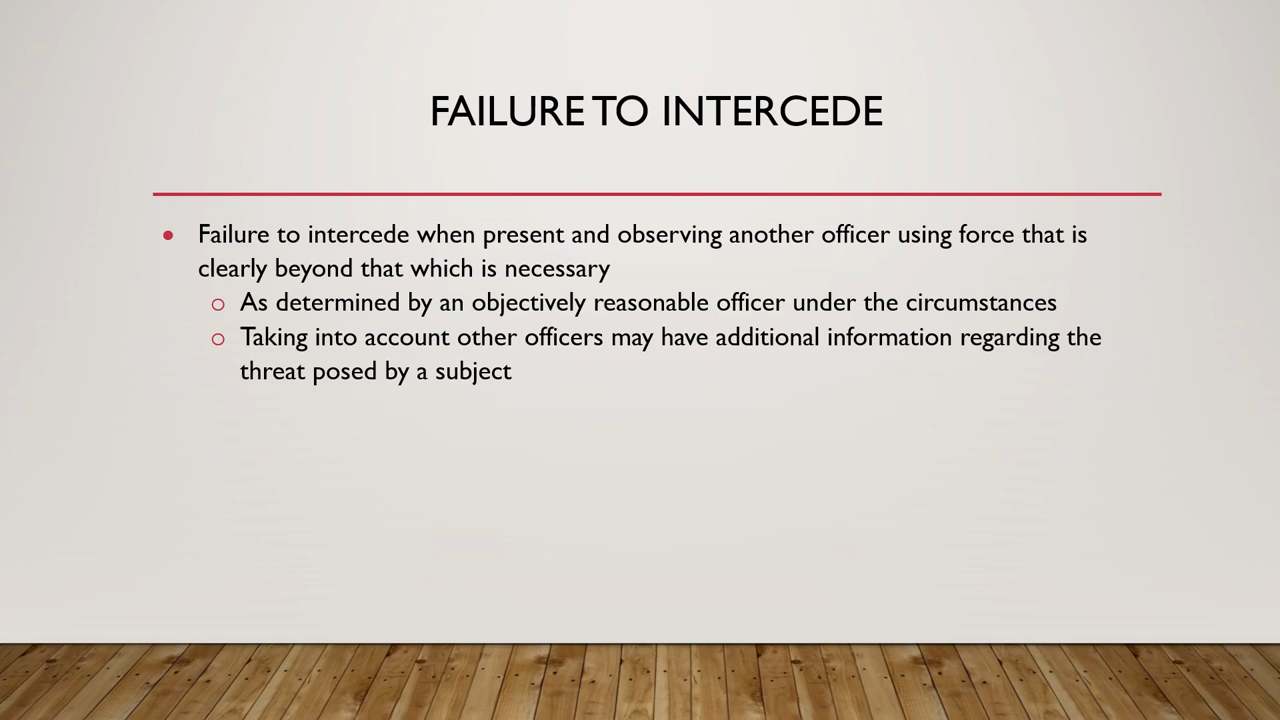 FAILURE TO INTERCEDE
• Failure to intercede when present and observing another officer using force that is
clearly beyond that which is necessary
o As determined by an objectively reasonable officer under the circumstances
o Taking into account other officers may have additional information regarding the
threat posed by a subject